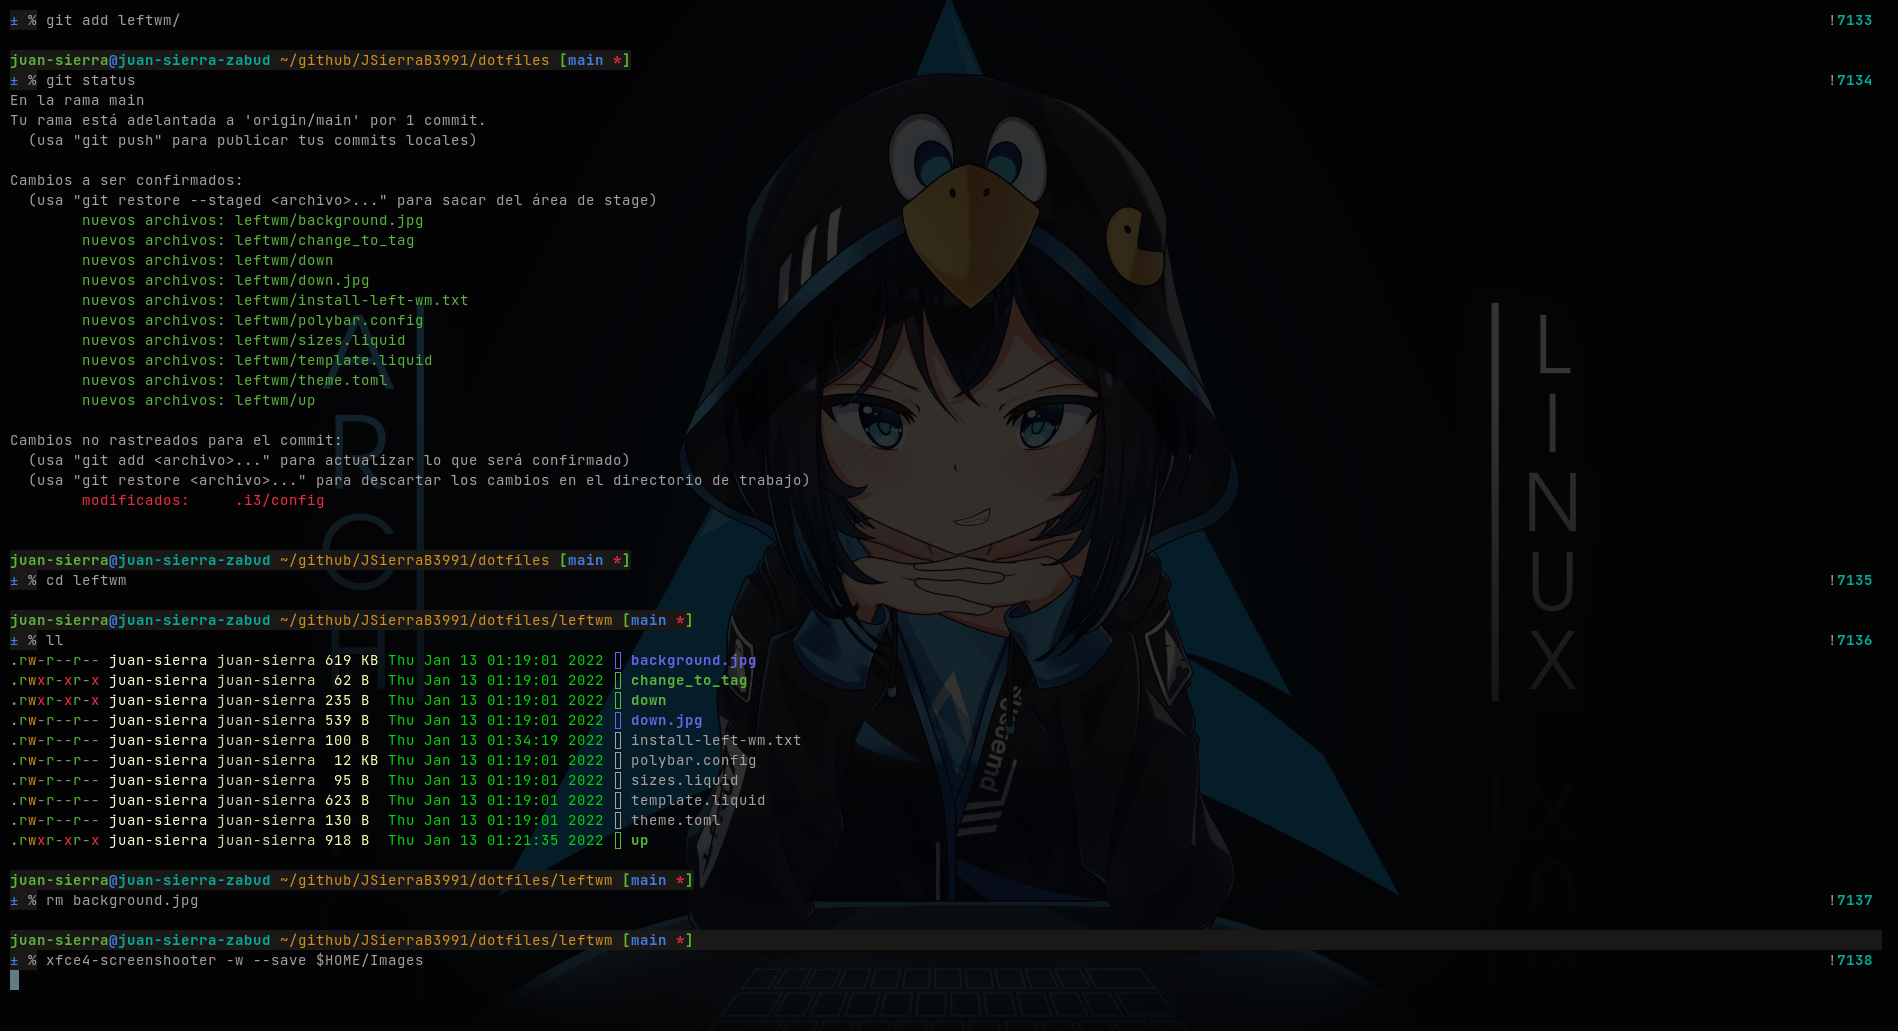 ± % git add leftwm/ !7133
juan-sierra@juan-sierra-zabud ~/github/JSierraB3991/dotfiles [main *]
± % git status !7134
En la rama main
Tu rama está adelantada a 'origin/main' por 1 commit.
  (usa "git push" para publicar tus commits locales)
Cambios a ser confirmados:
  (usa "git restore --staged <archivo>..." para sacar del área de stage)
        nuevos archivos: leftwm/background.jpg
        nuevos archivos: leftwm/change_to_tag
        nuevos archivos: leftwm/down
        nuevos archivos: leftwm/down.jpg
        nuevos archivos: leftwm/install-left-wm.txt
        nuevos archivos: leftwm/polybar.config
        nuevos archivos: leftwm/sizes.liquid
        nuevos archivos: leftwm/template.liquid
        nuevos archivos: leftwm/theme.toml
        nuevos archivos: leftwm/up
Cambios no rastreados para el commit:
  (usa "git add <archivo>..." para actualizar lo que será confirmado)
  (usa "git restore <archivo>..." para descartar los cambios en el directorio de trabajo)
        modificados:     .i3/config
juan-sierra@juan-sierra-zabud ~/github/JSierraB3991/dotfiles [main *]
± % cd leftwm !7135
juan-sierra@juan-sierra-zabud ~/github/JSierraB3991/dotfiles/leftwm [main *]
± % ll !7136
.rw-r--r-- juan-sierra juan-sierra 619 KB Thu Jan 13 01:19:01 2022 background.jpg
.rwxr-xr-x juan-sierra juan-sierra  62 B  Thu Jan 13 01:19:01 2022 change_to_tag
.rwxr-xr-x juan-sierra juan-sierra 235 B  Thu Jan 13 01:19:01 2022 down
.rw-r--r-- juan-sierra juan-sierra 539 B  Thu Jan 13 01:19:01 2022 down.jpg
.rw-r--r-- juan-sierra juan-sierra 100 B  Thu Jan 13 01:34:19 2022 install-left-wm.txt
.rw-r--r-- juan-sierra juan-sierra  12 KB Thu Jan 13 01:19:01 2022 polybar.config
.rw-r--r-- juan-sierra juan-sierra  95 B  Thu Jan 13 01:19:01 2022 sizes.liquid
.rw-r--r-- juan-sierra juan-sierra 623 B  Thu Jan 13 01:19:01 2022 template.liquid
.rw-r--r-- juan-sierra juan-sierra 130 B  Thu Jan 13 01:19:01 2022 theme.toml
.rwxr-xr-x juan-sierra juan-sierra 918 B  Thu Jan 13 01:21:35 2022 up
juan-sierra@juan-sierra-zabud ~/github/JSierraB3991/dotfiles/leftwm [main *]
± % rm background.jpg !7137
juan-sierra@juan-sierra-zabud ~/github/JSierraB3991/dotfiles/leftwm [main *]
± % xfce4-screenshooter -w --save $HOME/Images !7138
ARCH
LINUX